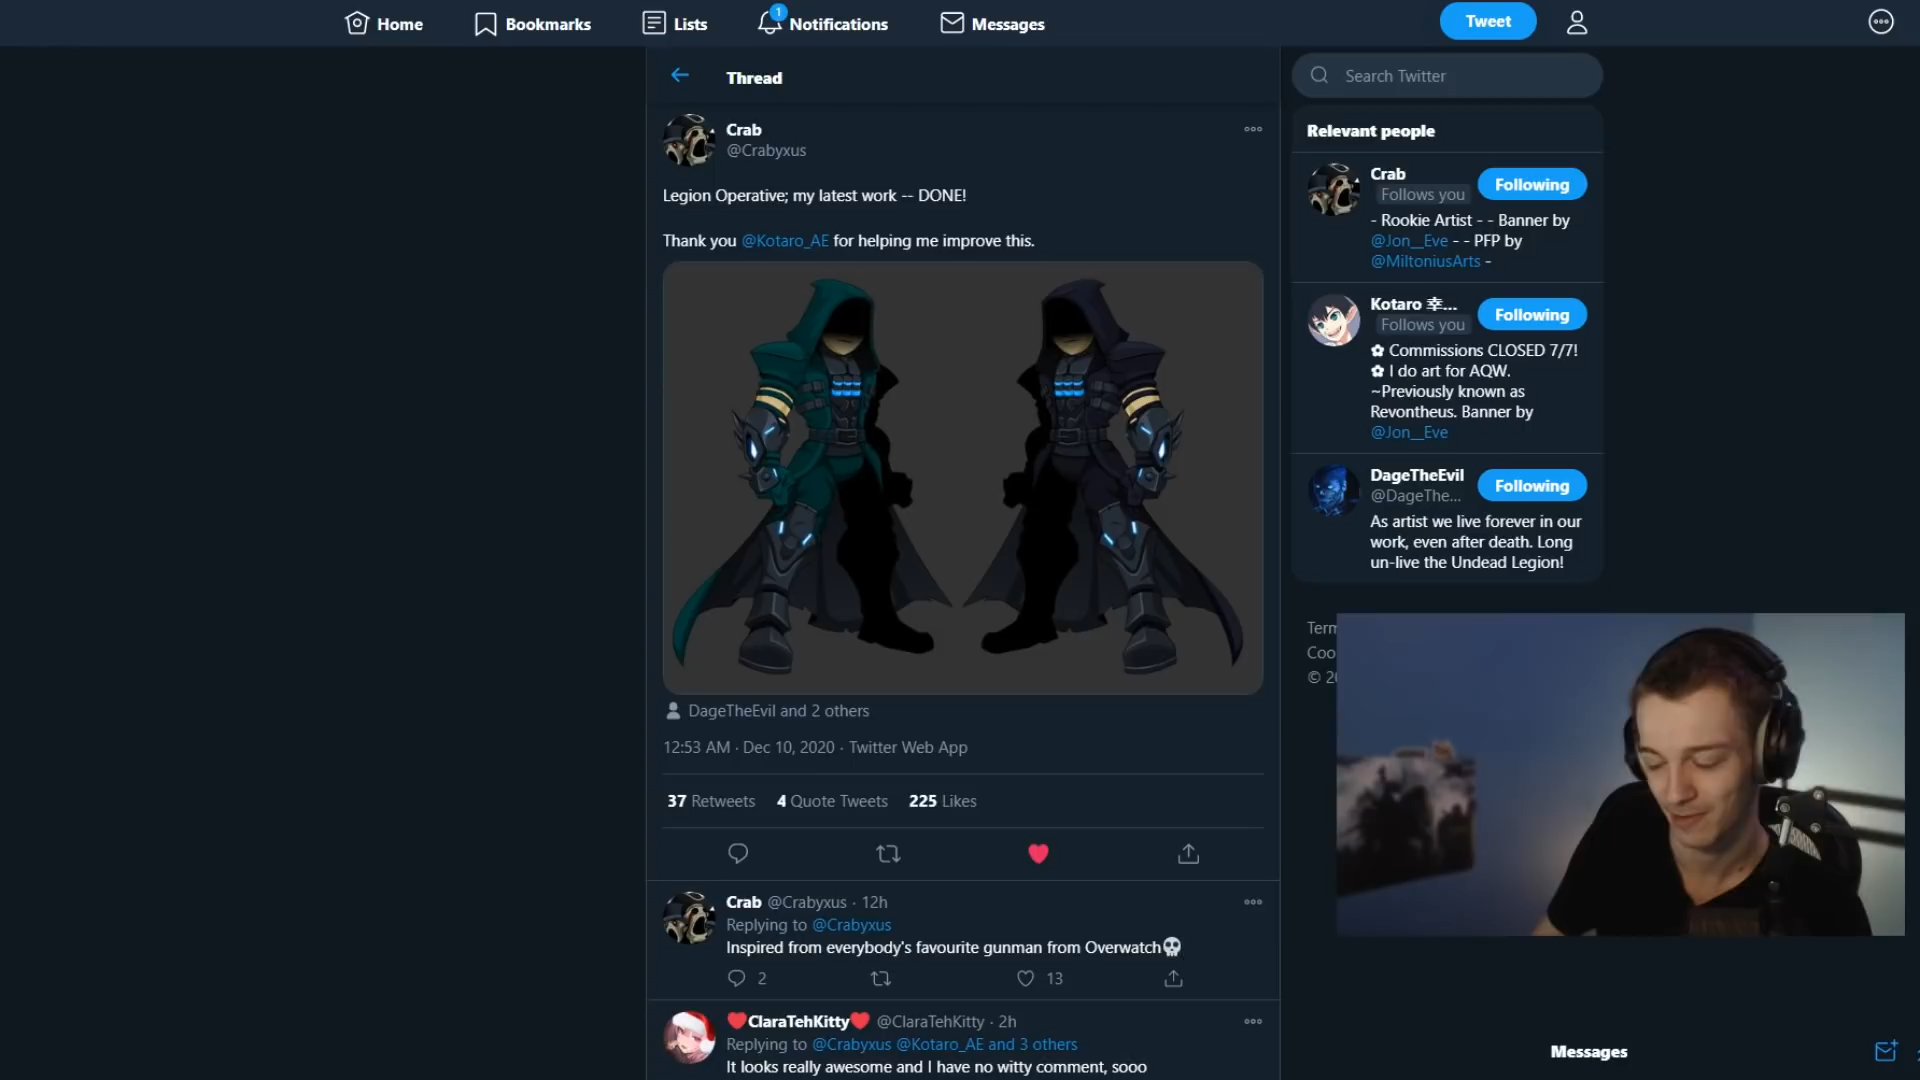 Home
Bookmarks
Lists
1
Notifications
Messages
Tweet
Search Twitter
Thread
Crab
@Crabyxus
Legion Operative; my latest work -- DONE!
Thank you @Kotaro_AE for helping me improve this.
DageTheEvil and 2 others
12:53 AM · Dec 10, 2020 · Twitter Web App
37 Retweets 4 Quote Tweets 225 Likes
Crab @Crabyxus · 12h
Replying to @Crabyxus
Inspired from everybody's favourite gunman from Overwatch💀
2
13
❤️ClaraTehKitty❤️ @ClaraTehKitty · 2h
Replying to @Crabyxus @Kotaro_AE and 3 others
It looks really awesome and I have no witty comment, sooo
Relevant people
Crab
Follows you
Following
- Rookie Artist - - Banner by
@Jon__Eve - - PFP by
@MiltoniusArts -
Kotaro 幸...
Follows you
Following
✿ Commissions CLOSED 7/7!
✿ I do art for AQW.
~Previously known as
Revontheus. Banner by
@Jon__Eve
DageTheEvil
@DageThe...
Following
As artist we live forever in our
work, even after death. Long
un-live the Undead Legion!
Term
Coo
© 20
Messages